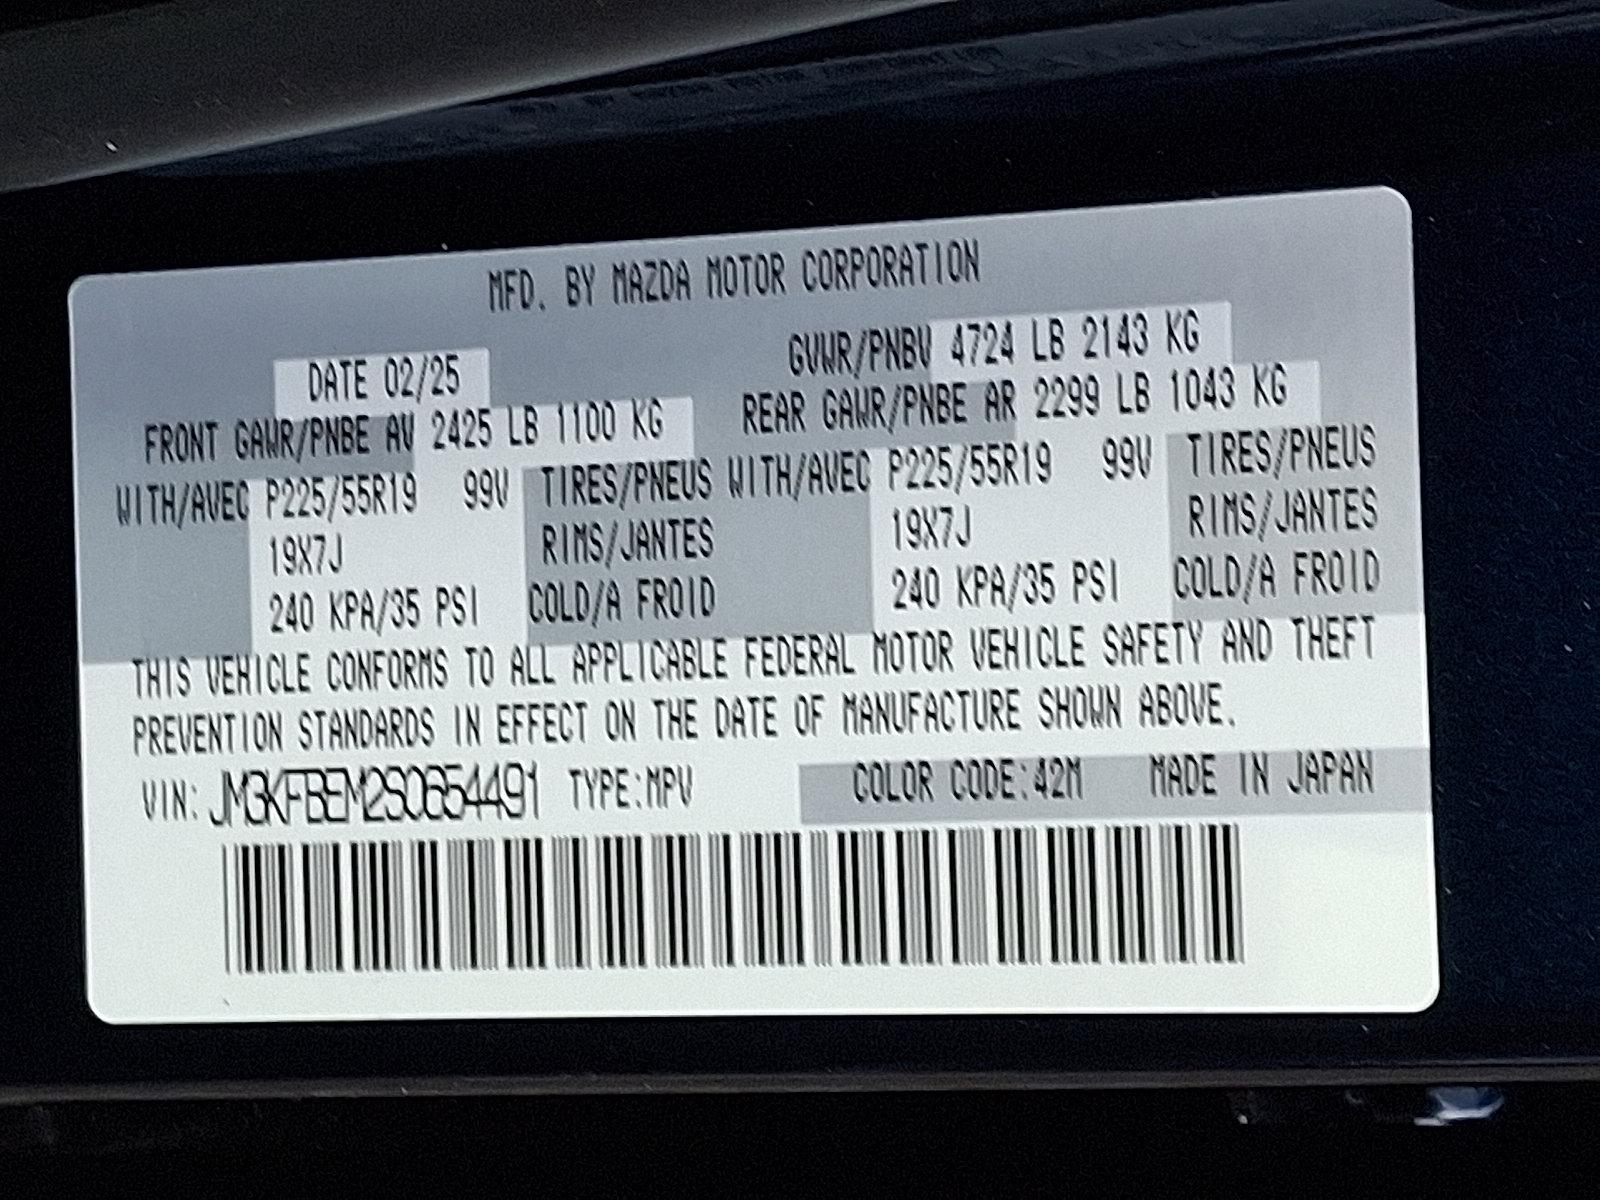 MFD. BY MAZDA MOTOR CORPORATION
DATE 02/25 GVWR/PNBV 4724 LB 2143 KG
FRONT GAWR/PNBE AV 2425 LB 1100 KG REAR GAWR/PNBE AR 2299 LB 1043 KG
WITH/AVEC P225/55R19 99V TIRES/PNEUS WITH/AVEC P225/55R19 99V TIRES/PNEUS
19X7J RIMS/JANTES 19X7J RIMS/JANTES
240 KPA/35 PSI COLD/A FROID 240 KPA/35 PSI COLD/A FROID
THIS VEHICLE CONFORMS TO ALL APPLICABLE FEDERAL MOTOR VEHICLE SAFETY AND THEFT
PREVENTION STANDARDS IN EFFECT ON THE DATE OF MANUFACTURE SHOWN ABOVE.
VIN: JM3KFBEM2S0654491 TYPE:MPV COLOR CODE:42M MADE IN JAPAN